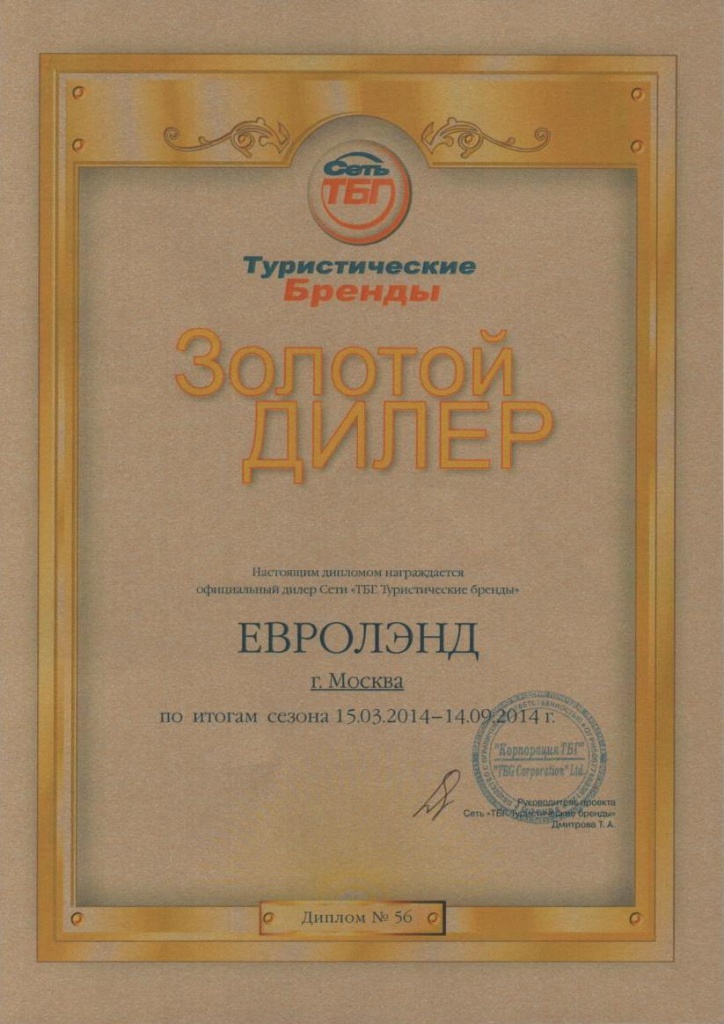 Сеть
ТБГ
Туристические
Бренды
Золотой
ДИЛЕР
Настоящим дипломом награждается
официальный дилер Сети «ТБГ. Туристические бренды»
ЕВРОЛЭНД
г. Москва
по итогам сезона 15.03.2014–14.09.2014 г.
"Корпорация ТБГ"
"TBG Corporation" Ltd.
Руководитель проекта
Сеть «ТБГ. Туристические бренды»
Дмитрова Т. А.
Диплом № 56